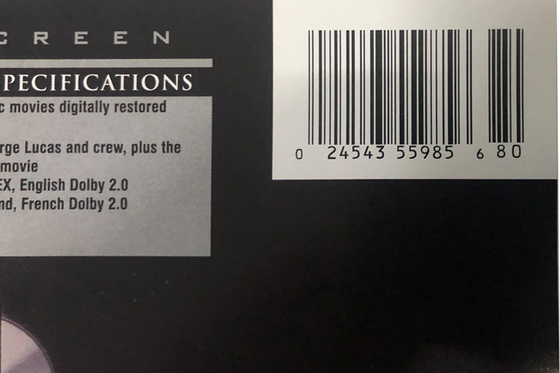 CREEN
PECIFICATIONS
c movies digitally restored
rge Lucas and crew, plus the
movie
EX, English Dolby 2.0
nd, French Dolby 2.0
0 24543 55985 6 80